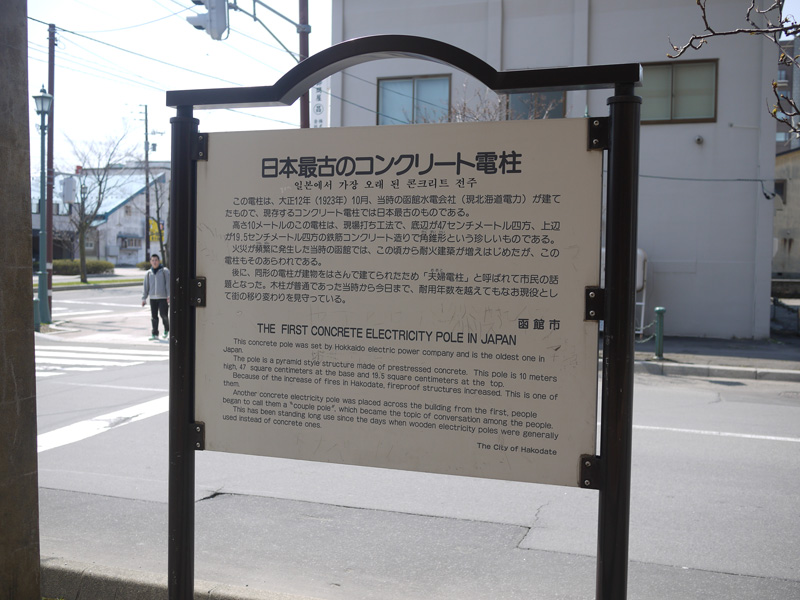 日本最古のコンクリート電柱
일본에서 가장 오래 된 콘크리트 전주
この電柱は、大正12年(1923年)10月、当時の函館水電会社(現北海道電力)が建て
たもので、現存するコンクリート電柱では日本最古のものである。
高さ10メートルのこの電柱は、現場打ち工法で、底辺が47センチメートル四方、上辺
が19.5センチメートル四方の鉄筋コンクリート造りで角錐形という珍しいものである。
火災が頻繁に発生した当時の函館では、この頃から耐火建築が増えはじめたが、この
電柱もそのあらわれである。
後に、同形の電柱が建物をはさんで建てられたため「夫婦電柱」と呼ばれて市民の話
題となった。木柱が普通であった当時から今日まで、耐用年数を越えてもなお現役とし
て街の移り変わりを見守っている。
函館市
THE FIRST CONCRETE ELECTRICITY POLE IN JAPAN
This concrete pole was set by Hokkaido electric power company and is the oldest one in
Japan
The pole is a pyramid style structure made of prestressed concrete. This pole is 10 meters
high, 47 square centimeters at the base and 19.5 square centimeters at the top.
Because of the increase of fires in Hakodate, fireproof structures increased. This is one of
them.
Another concrete electricity pole was placed across the building from the first, people
began to call them a "couple pole", which became the topic of conversation among the people.
This has been standing long use since the days when wooden electricity poles were generally
used instead of concrete ones.
The City of Hakodate